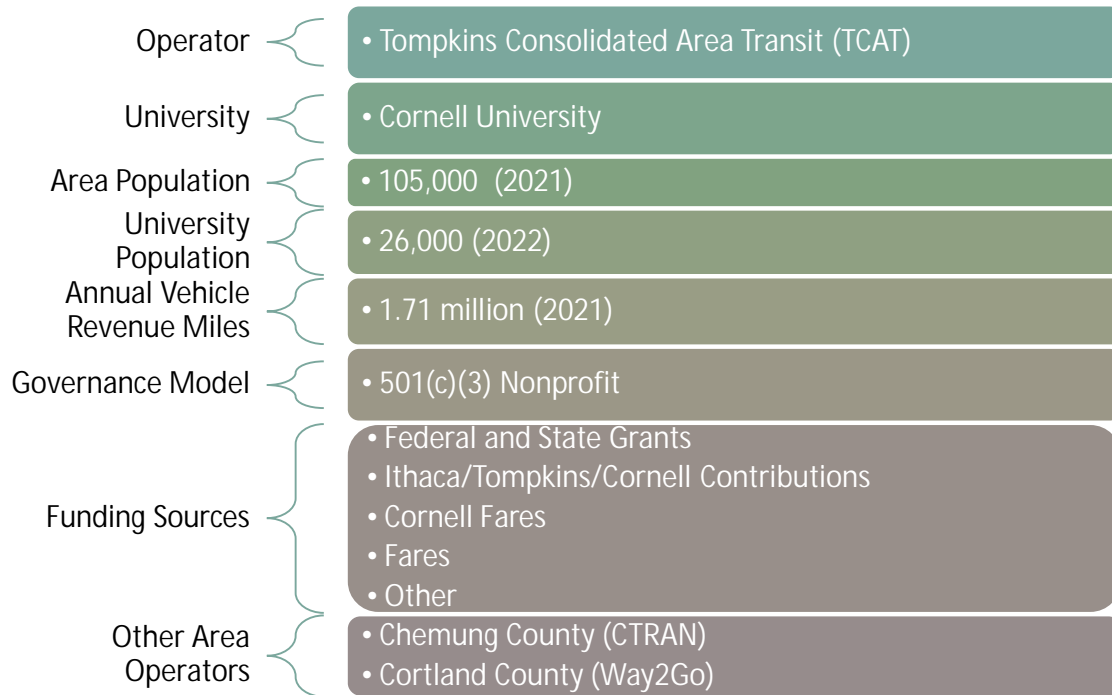 Operator
• Tompkins Consolidated Area Transit (TCAT)
University
• Cornell University
Area Population
• 105,000 (2021)
University
Population
• 26,000 (2022)
Annual Vehicle
Revenue Miles
• 1.71 million (2021)
Governance Model
• 501(c)(3) Nonprofit
Funding Sources
• Federal and State Grants
• Ithaca/Tompkins/Cornell Contributions
• Cornell Fares
• Fares
• Other
Other Area
Operators
• Chemung County (CTRAN)
• Cortland County (Way2Go)